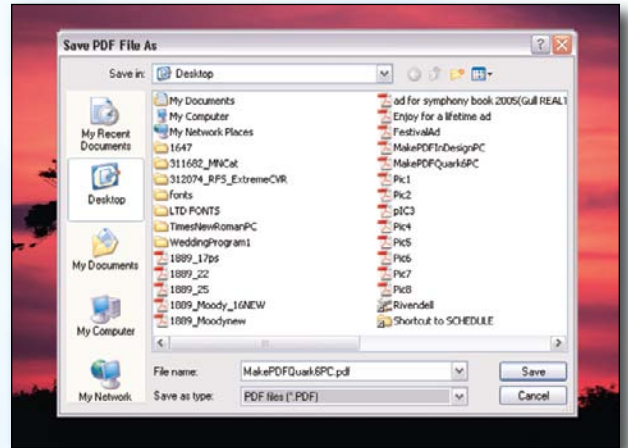 Save PDF File As
Save in:
Desktop
My Recent
Documents
Desktop
My Documents
My Computer
My Network
My Documents
My Computer
My Network Places
1647
311682_MNCat
312074_RFS_ExtremeCVR
fonts
LTD FONTS
TimesNewRomanPC
WeddingProgram1
1889_17ps
1889_22
1889_25
1889_Moody_16NEW
1889_Moodynew
ad for symphony book 2005(Gull REALT
Enjoy for a lifetime ad
FestivalAd
MakePDFInDesignPC
MakePDFQuark6PC
Pic1
Pic2
pIC3
Pic4
Pic5
Pic6
Pic7
Pic8
Rivendell
Shortcut to SCHEDULE
File name:
MakePDFQuark6PC.pdf
Save
Save as type:
PDF files (*.PDF)
Cancel